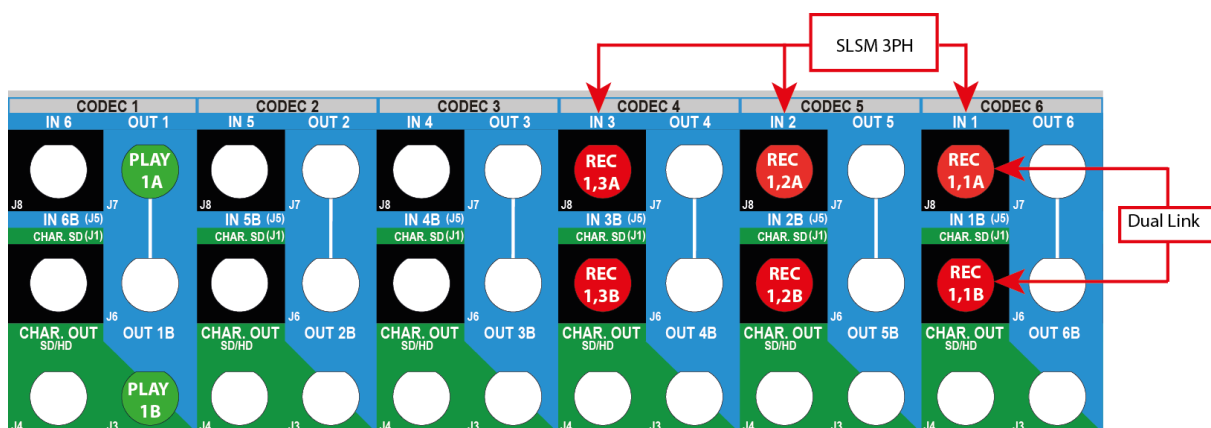 SLSM 3PH
CODEC 1 CODEC 2 CODEC 3 CODEC 4 CODEC 5 CODEC 6
IN 6 OUT 1 IN 5 OUT 2 IN 4 OUT 3 IN 3 OUT 4 IN 2 OUT 5 IN 1 OUT 6
PLAY 1A
REC 1,3A
REC 1,2A
REC 1,1A
J8 J7 J8 J7 J8 J7 J8 J7 J8 J7 J8 J7
IN 6B (J5) IN 5B (J5) IN 4B (J5) IN 3B (J5) IN 2B (J5) IN 1B (J5)
Dual Link
CHAR. SD (J1) CHAR. SD (J1) CHAR. SD (J1) CHAR. SD (J1) CHAR. SD (J1) CHAR. SD (J1)
REC 1,3B
REC 1,2B
REC 1,1B
J6 J6 J6 J6 J6 J6
CHAR. OUT OUT 1B CHAR. OUT OUT 2B CHAR. OUT OUT 3B CHAR. OUT OUT 4B CHAR. OUT OUT 5B CHAR. OUT OUT 6B
SD/HD SD/HD SD/HD SD/HD SD/HD SD/HD
PLAY 1B
J4 J3 J4 J3 J4 J3 J4 J3 J4 J3 J4 J3